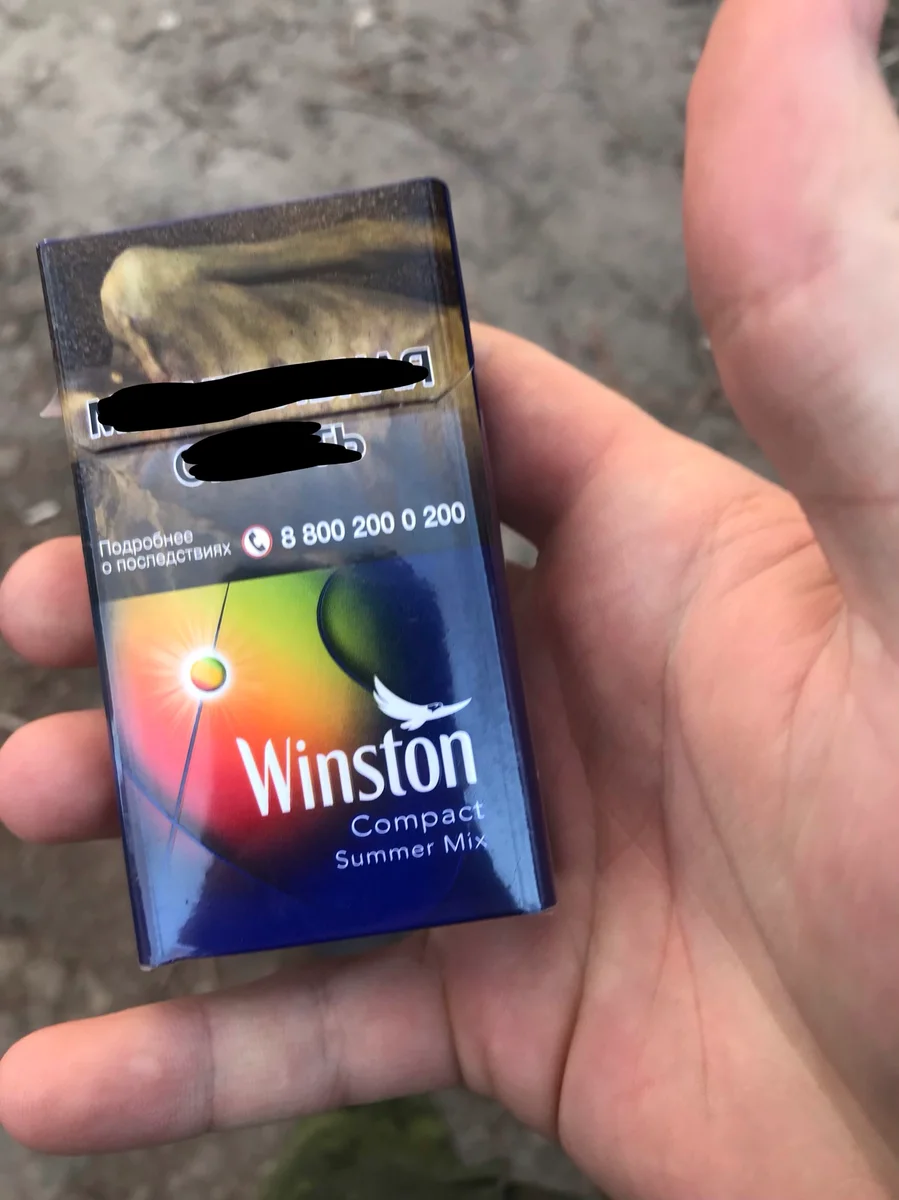 Подробнее
о последствиях
8 800 200 0 200
Winston
Compact
Summer Mix